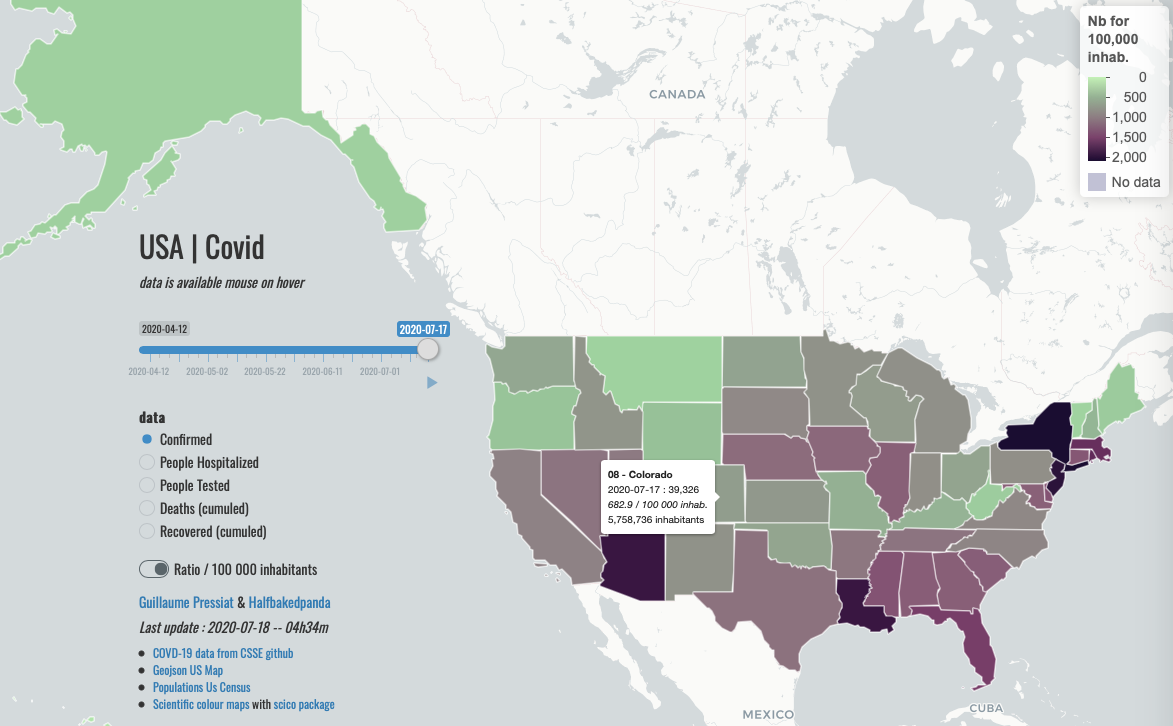 CANADA
Nb for
100,000
inhab.
0
500
1,000
1,500
2,000
No data
USA | Covid
data is available mouse on hover
2020-04-12
2020-07-17
2020-04-12 2020-05-02 2020-05-22 2020-06-11 2020-07-01
data
Confirmed
People Hospitalized
People Tested
Deaths (cumuled)
Recovered (cumuled)
Ratio / 100 000 inhabitants
Guillaume Pressiat & Halfbakedpanda
Last update : 2020-07-18 -- 04h34m
COVD-19 data from CSSE github
Geojson US Map
Populations Us Census
Scientific colour maps with scico package
08 - Colorado
2020-07-17 : 39,326
682.9 / 100 000 inhab.
5,758,736 inhabitants
MEXICO
CUBA